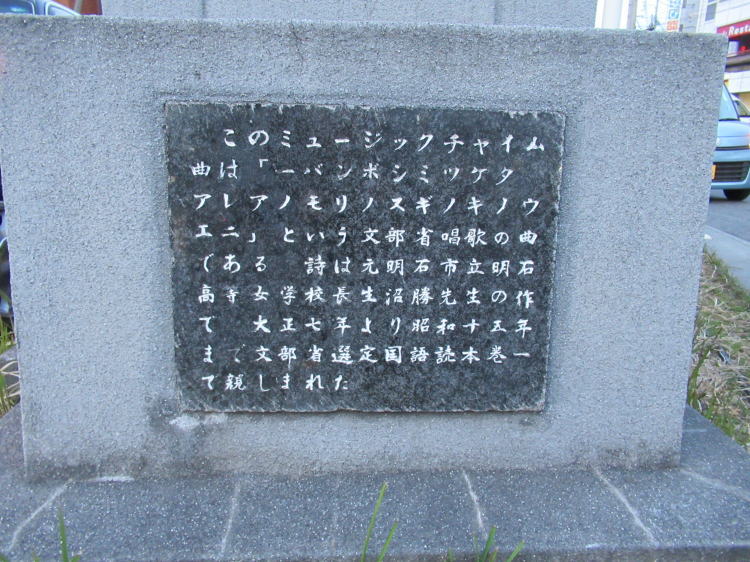 このミュージックチャイム
曲は「一バンボシミツケタ
アレアノモリノスギノキノウ
エニ」という文部省唱歌の曲
である詩は元明石市立明石
高等女学校長生沼勝先生の作
で大正七年より昭和十五年
まで文部省選定国語読本巻一
で親しまれた